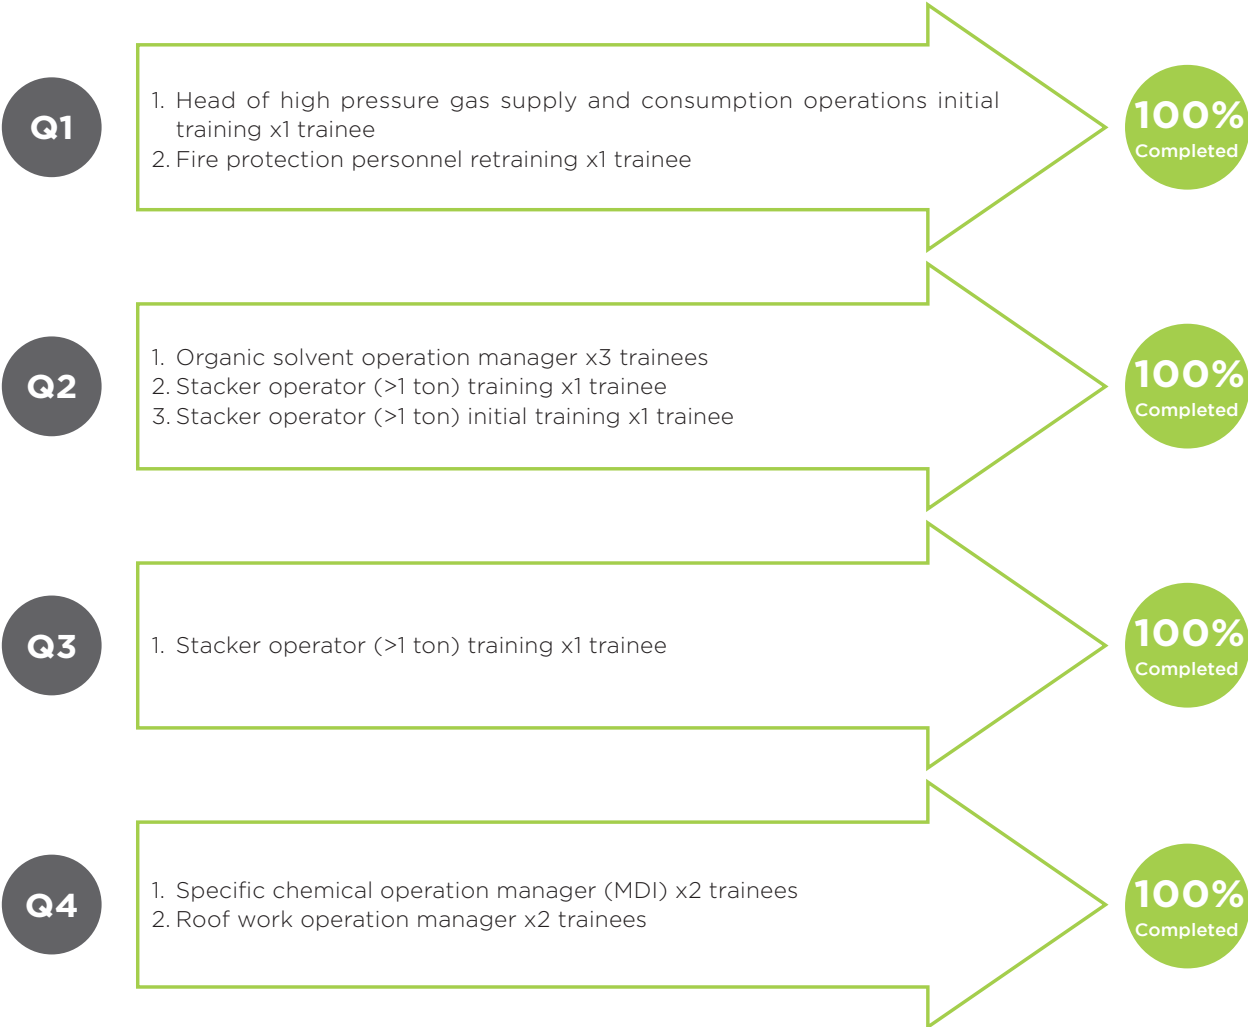 Q1
1. Head of high pressure gas supply and consumption operations initial
training x1 trainee
2. Fire protection personnel retraining x1 trainee
100%
Completed
Q2
1. Organic solvent operation manager x3 trainees
2. Stacker operator (>1 ton) training x1 trainee
3. Stacker operator (>1 ton) initial training x1 trainee
100%
Completed
Q3
1. Stacker operator (>1 ton) training x1 trainee
100%
Completed
Q4
1. Specific chemical operation manager (MDI) x2 trainees
2. Roof work operation manager x2 trainees
100%
Completed